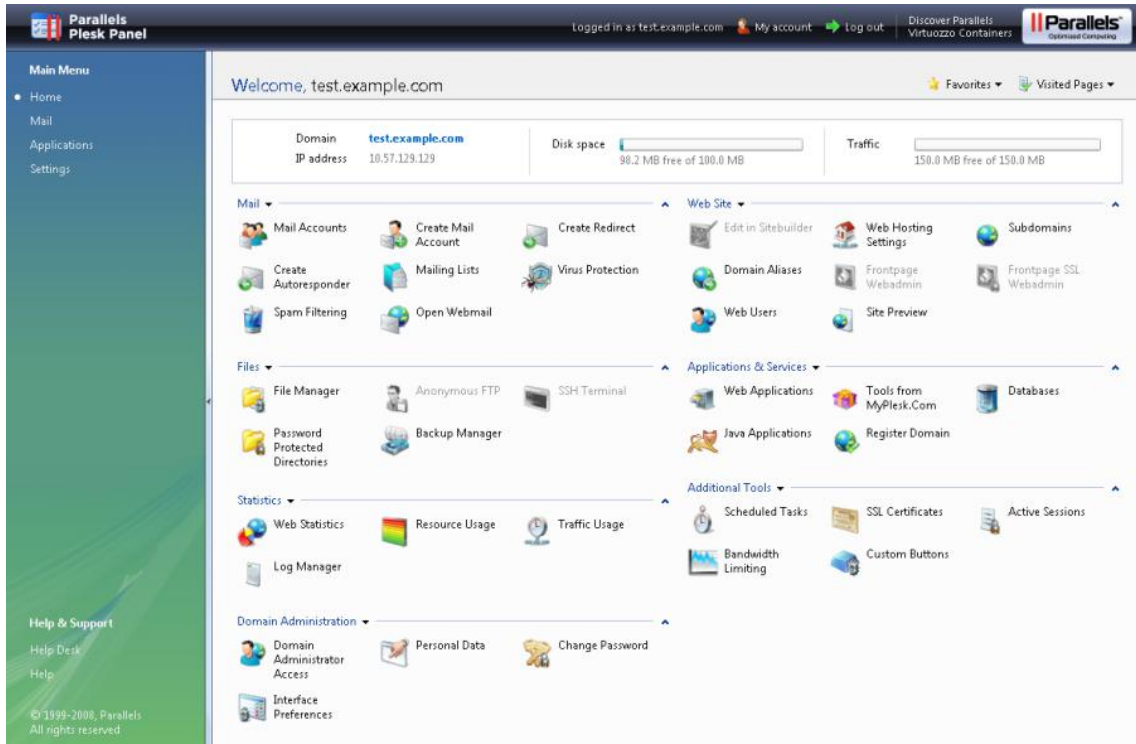 Parallels
Plesk Panel
Logged in as test.example.com
My account
Log out
Discover Parallels
Virtuozzo Containers
Parallels
Optimized Computing
Main Menu
Home
Mail
Applications
Settings
Welcome, test.example.com
Favorites
Visited Pages
Domain test.example.com
IP address 10.57.129.129
Disk space
98.2 MB free of 100.0 MB
Traffic
150.0 MB free of 150.0 MB
Mail
Mail Accounts
Create Mail
Account
Create Redirect
Create
Autoresponder
Mailing Lists
Virus Protection
Spam Filtering
Open Webmail
Web Site
Edit in Sitebuilder
Web Hosting
Settings
Subdomains
Domain Aliases
Frontpage
Webadmin
Frontpage SSL
Webadmin
Web Users
Site Preview
Files
File Manager
Anonymous FTP
SSH Terminal
Password
Protected
Directories
Backup Manager
Applications & Services
Web Applications
Tools from
MyPlesk.Com
Databases
Java Applications
Register Domain
Statistics
Web Statistics
Resource Usage
Traffic Usage
Log Manager
Additional Tools
Scheduled Tasks
SSL Certificates
Active Sessions
Bandwidth
Limiting
Custom Buttons
Domain Administration
Domain
Administrator
Access
Personal Data
Change Password
Interface
Preferences
Help & Support
Help Desk
Help
© 1999-2008, Parallels
All rights reserved